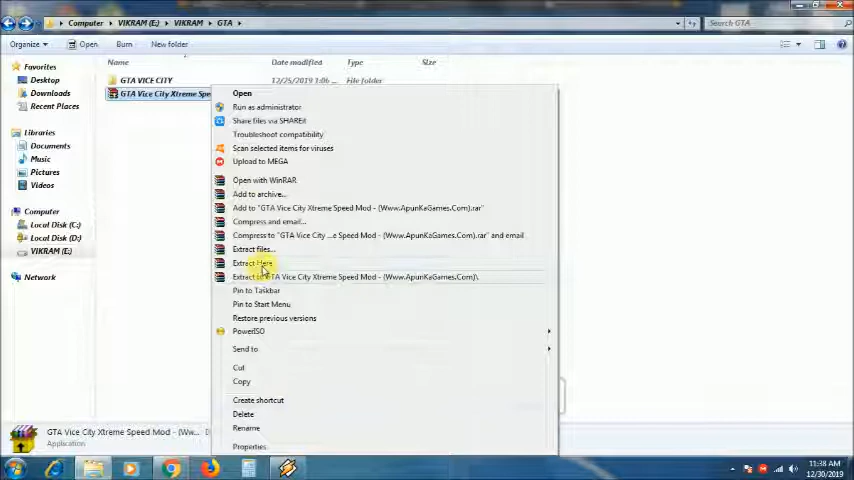 Computer ▸ VIKRAM (E:) ▸ VIKRAM ▸ GTA
Search GTA
Organize Open Burn New folder
Name Date modified Type Size
Favorites
Desktop
Downloads
Recent Places
Libraries
Documents
Music
Pictures
Videos
Computer
Local Disk (C:)
Local Disk (D:)
VIKRAM (E:)
Network
GTA VICE CITY 12/25/2019 1:06 ... File folder
GTA Vice City Xtreme Spe
Open
Run as administrator
Share files via SHAREit
Troubleshoot compatibility
Scan selected items for viruses
Upload to MEGA
Open with WinRAR
Add to archive...
Add to "GTA Vice City Xtreme Speed Mod - (Www.ApunKaGames.Com).rar"
Compress and email...
Compress to "GTA Vice City ...e Speed Mod - (Www.ApunKaGames.Com).rar" and email
Extract files...
Extract Here
Extract to GTA Vice City Xtreme Speed Mod - (Www.ApunKaGames.Com)\
Pin to Taskbar
Pin to Start Menu
Restore previous versions
PowerISO
Send to
Cut
Copy
Create shortcut
Delete
Rename
Properties
GTA Vice City Xtreme Speed Mod - (Ww...
Application
11:38 AM
12/30/2019